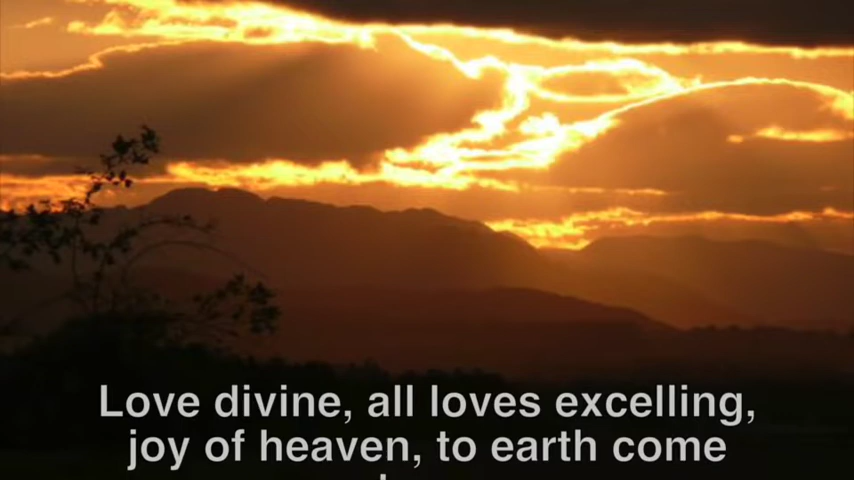 Love divine, all loves excelling,
joy of heaven, to earth come